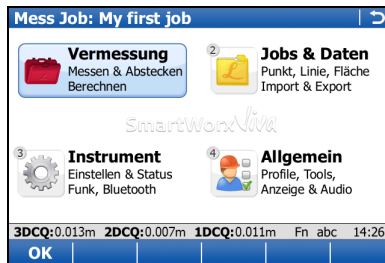 Mess Job: My first job
Vermessung
Messen & Abstecken
Berechnen
2
Jobs & Daten
Punkt, Linie, Fläche
Import & Export
SmartWorx Viva
3
Instrument
Einstellen & Status
Funk, Bluetooth
4
Allgemein
Profile, Tools,
Anzeige & Audio
3DCQ:0.013m 2DCQ:0.007m 1DCQ:0.011m Fn abc 14:26
OK